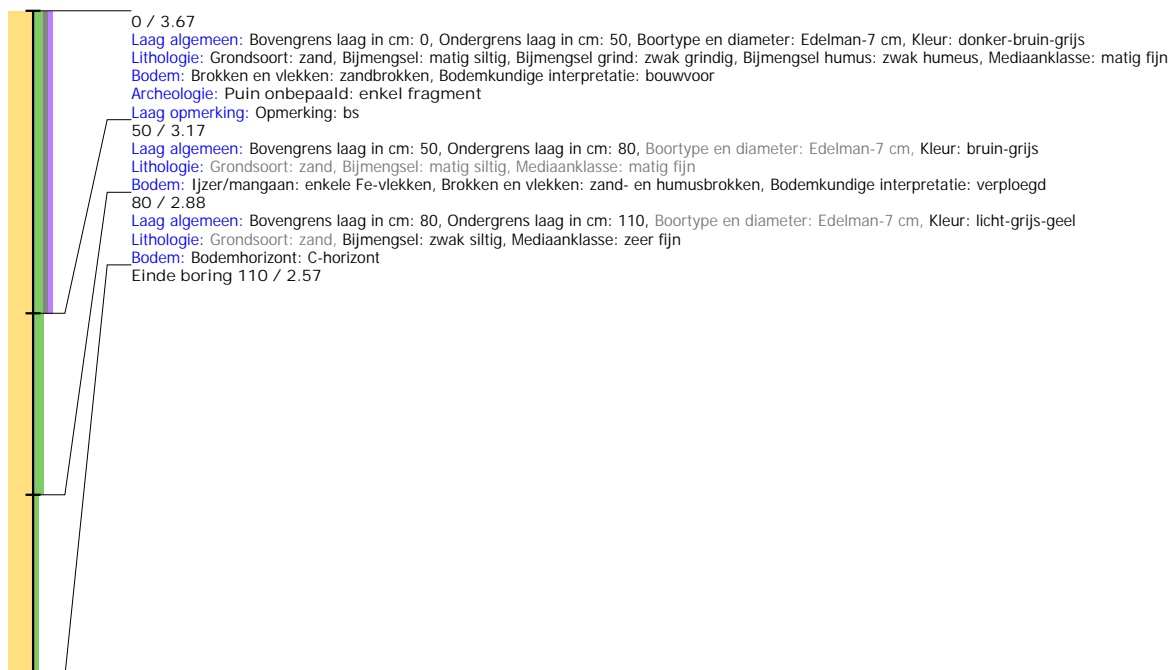 0 / 3.67
Laag algemeen: Bovengrens laag in cm: 0, Ondergrens laag in cm: 50, Boortype en diameter: Edelman-7 cm, Kleur: donker-bruin-grijs
Lithologie: Grondsoort: zand, Bijmengsel: matig siltig, Bijmengsel grind: zwak grindig, Bijmengsel humus: zwak humeus, Mediaanklasse: matig fijn
Bodem: Brokken en vlekken: zandbrokken, Bodemkundige interpretatie: bouwvoor
Archeologie: Puin onbepaald: enkel fragment
Laag opmerking: Opmerking: bs
50 / 3.17
Laag algemeen: Bovengrens laag in cm: 50, Ondergrens laag in cm: 80, Boortype en diameter: Edelman-7 cm, Kleur: bruin-grijs
Lithologie: Grondsoort: zand, Bijmengsel: matig siltig, Mediaanklasse: matig fijn
Bodem: Ijzer/mangaan: enkele Fe-vlekken, Brokken en vlekken: zand- en humusbrokken, Bodemkundige interpretatie: verploegd
80 / 2.88
Laag algemeen: Bovengrens laag in cm: 80, Ondergrens laag in cm: 110, Boortype en diameter: Edelman-7 cm, Kleur: licht-grijs-geel
Lithologie: Grondsoort: zand, Bijmengsel: zwak siltig, Mediaanklasse: zeer fijn
Bodem: Bodemhorizont: C-horizont
Einde boring 110 / 2.57